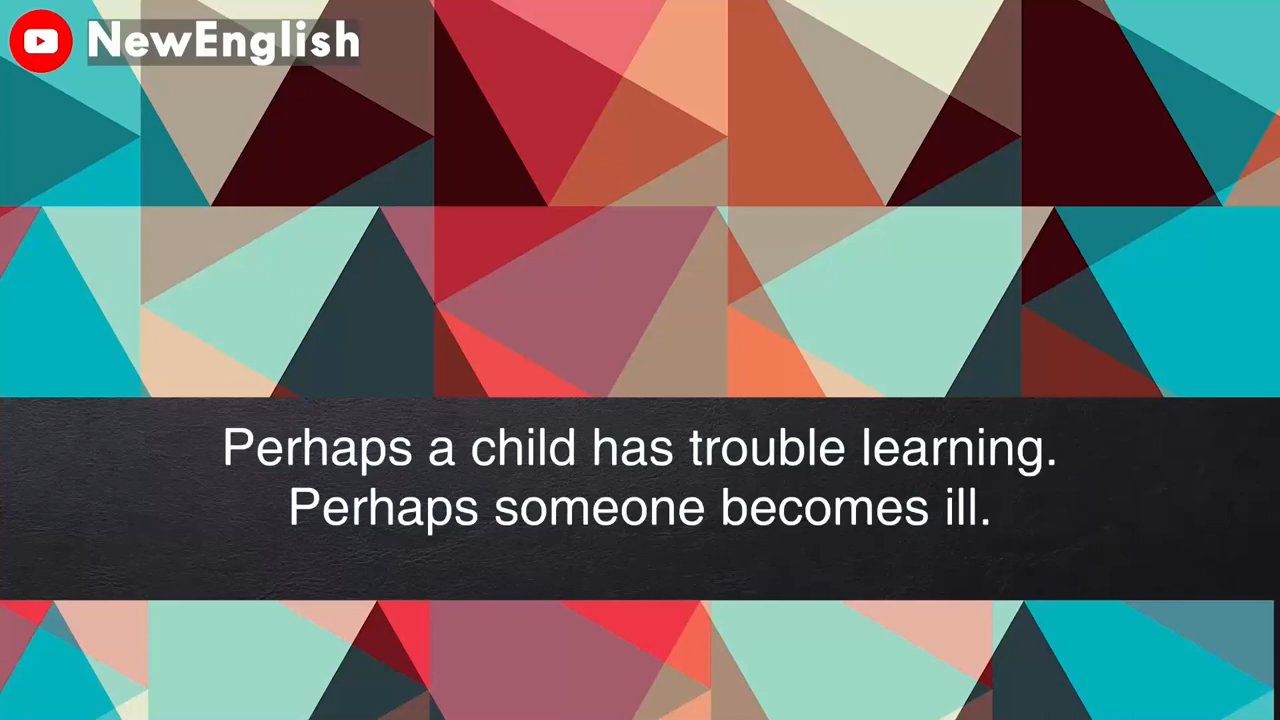 NewEnglish
Perhaps a child has trouble learning.
Perhaps someone becomes ill.